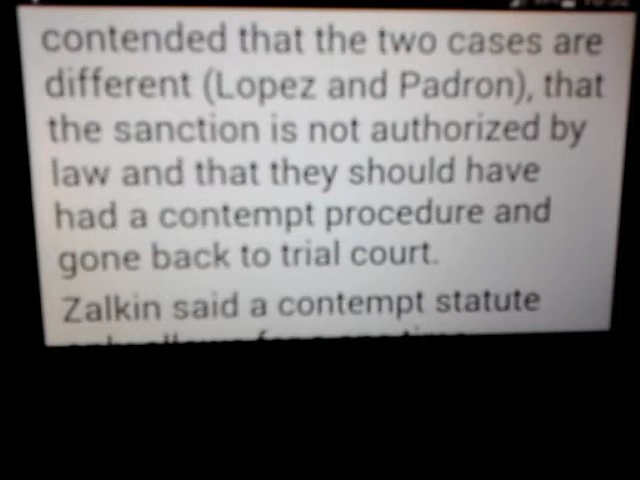 contended that the two cases are
different (Lopez and Padron), that
the sanction is not authorized by
law and that they should have
had a contempt procedure and
gone back to trial court.
Zalkin said a contempt statute